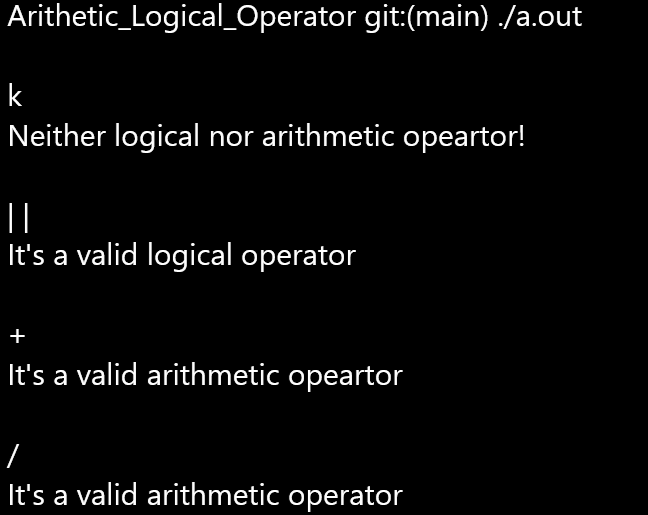 Arithetic_Logical_Operator git:(main) ./a.out
k
Neither logical nor arithmetic opeartor!
||
It's a valid logical operator
+
It's a valid arithmetic opeartor
/
It's a valid arithmetic operator